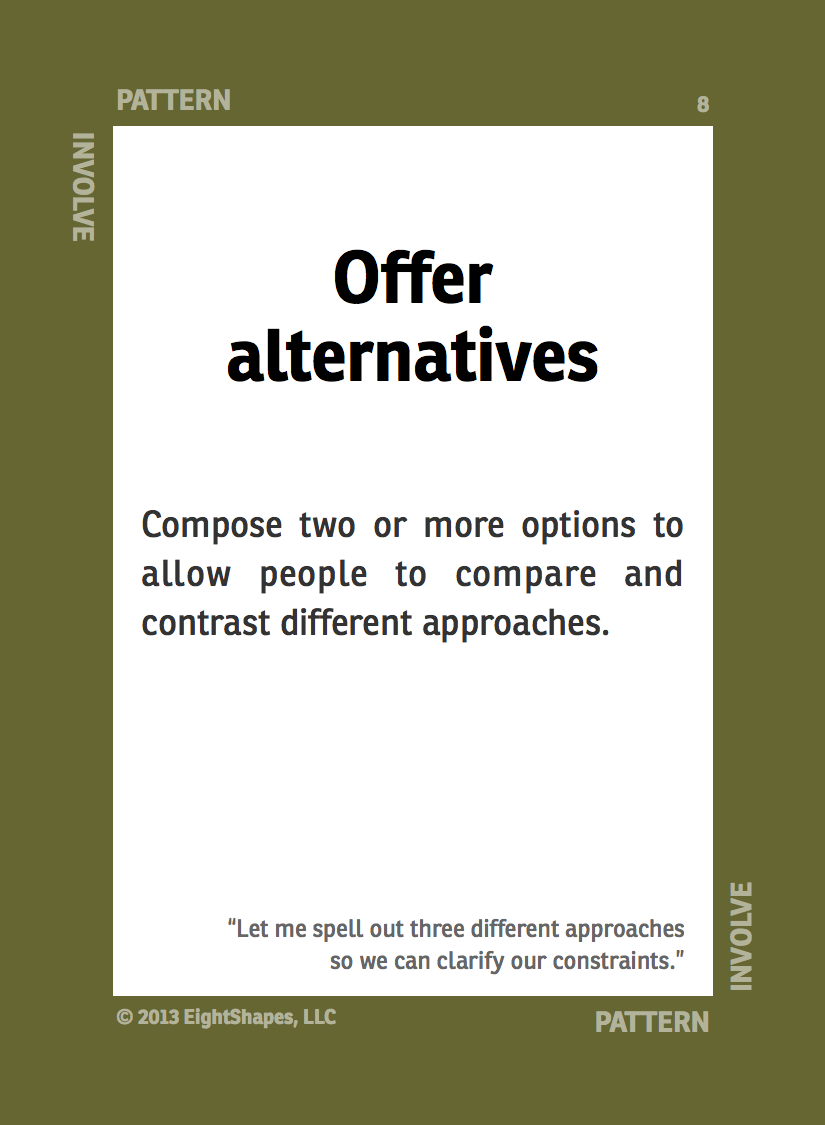 PATTERN
8
INVOLVE
Offer
alternatives
Compose two or more options to
allow people to compare and
contrast different approaches.
“Let me spell out three different approaches
so we can clarify our constraints.”
INVOLVE
© 2013 EightShapes, LLC
PATTERN